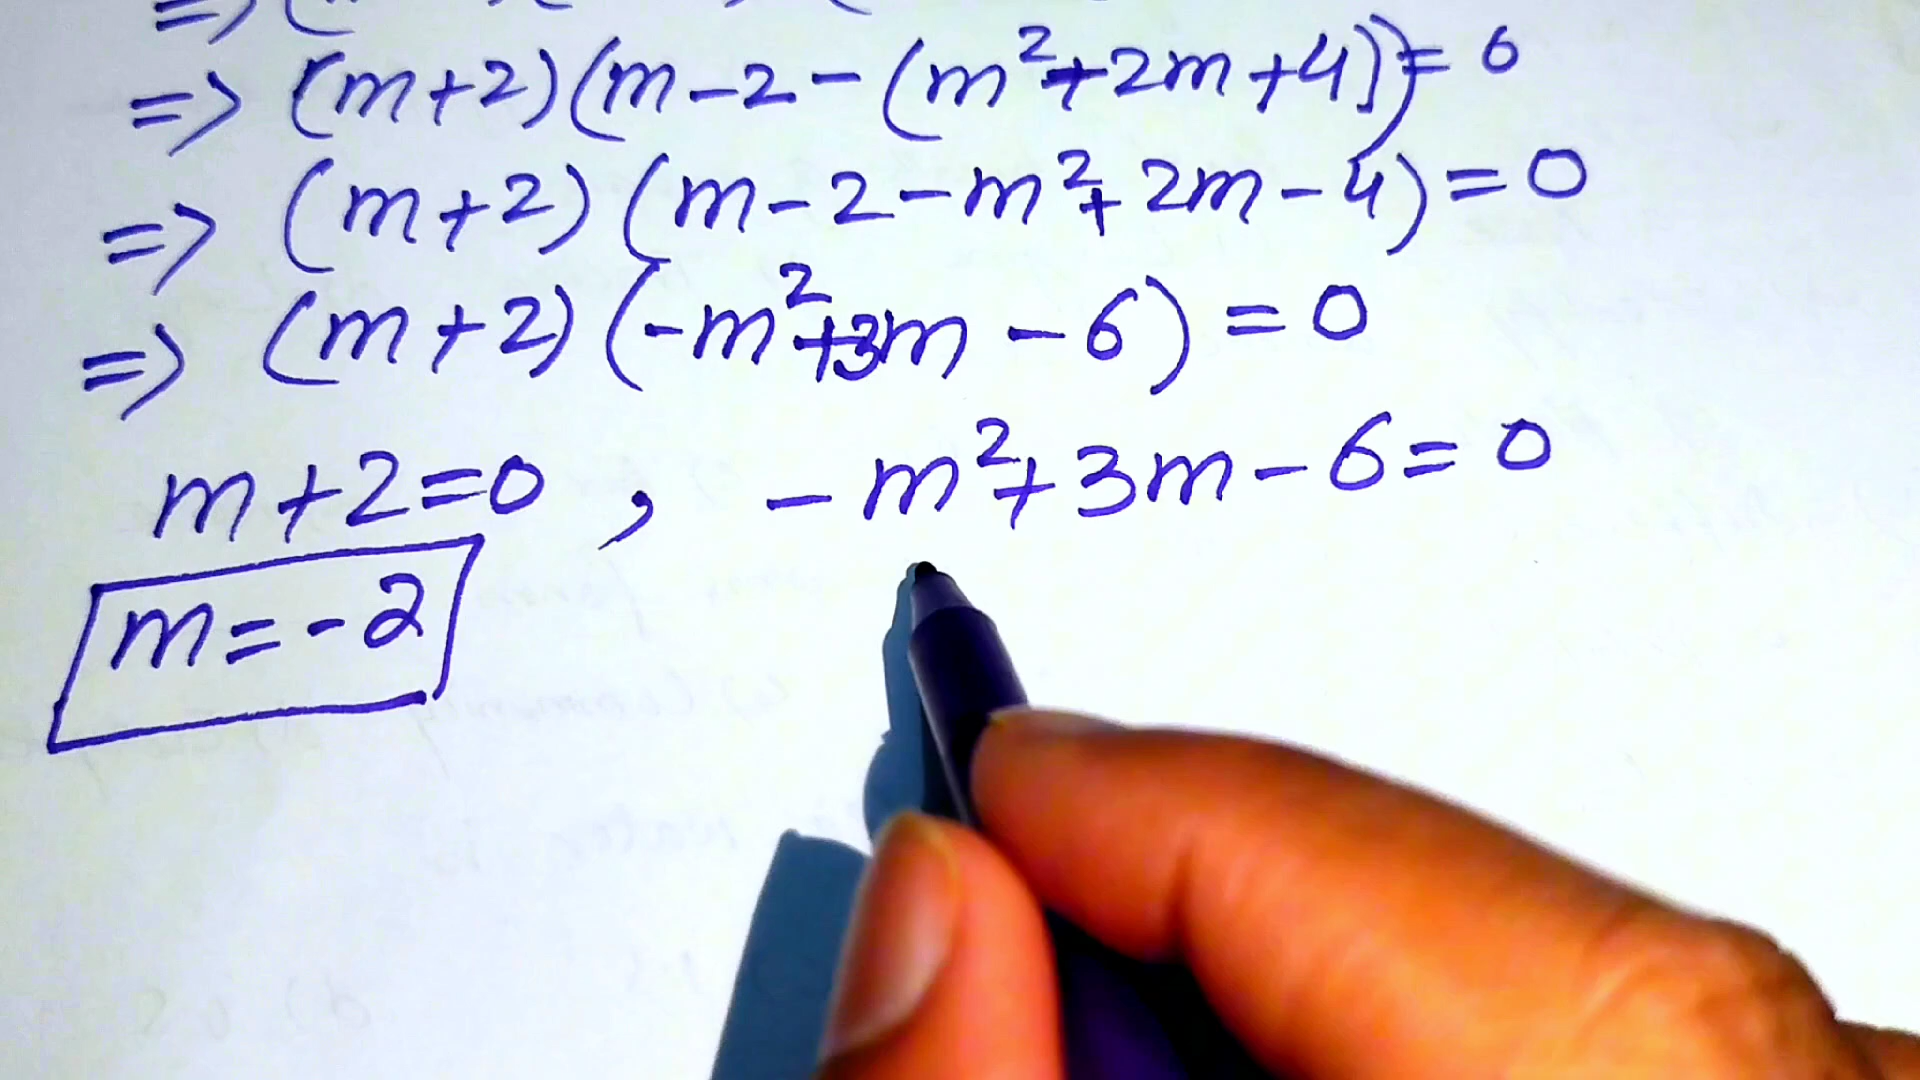 => (m+2)(m-2-(m²+2m+4))= 0
=> (m+2)(m-2-m²+2m-4)=0
=> (m+2)(-m²+3m-6)=0
m+2=0 , -m²+3m-6=0
m=-2